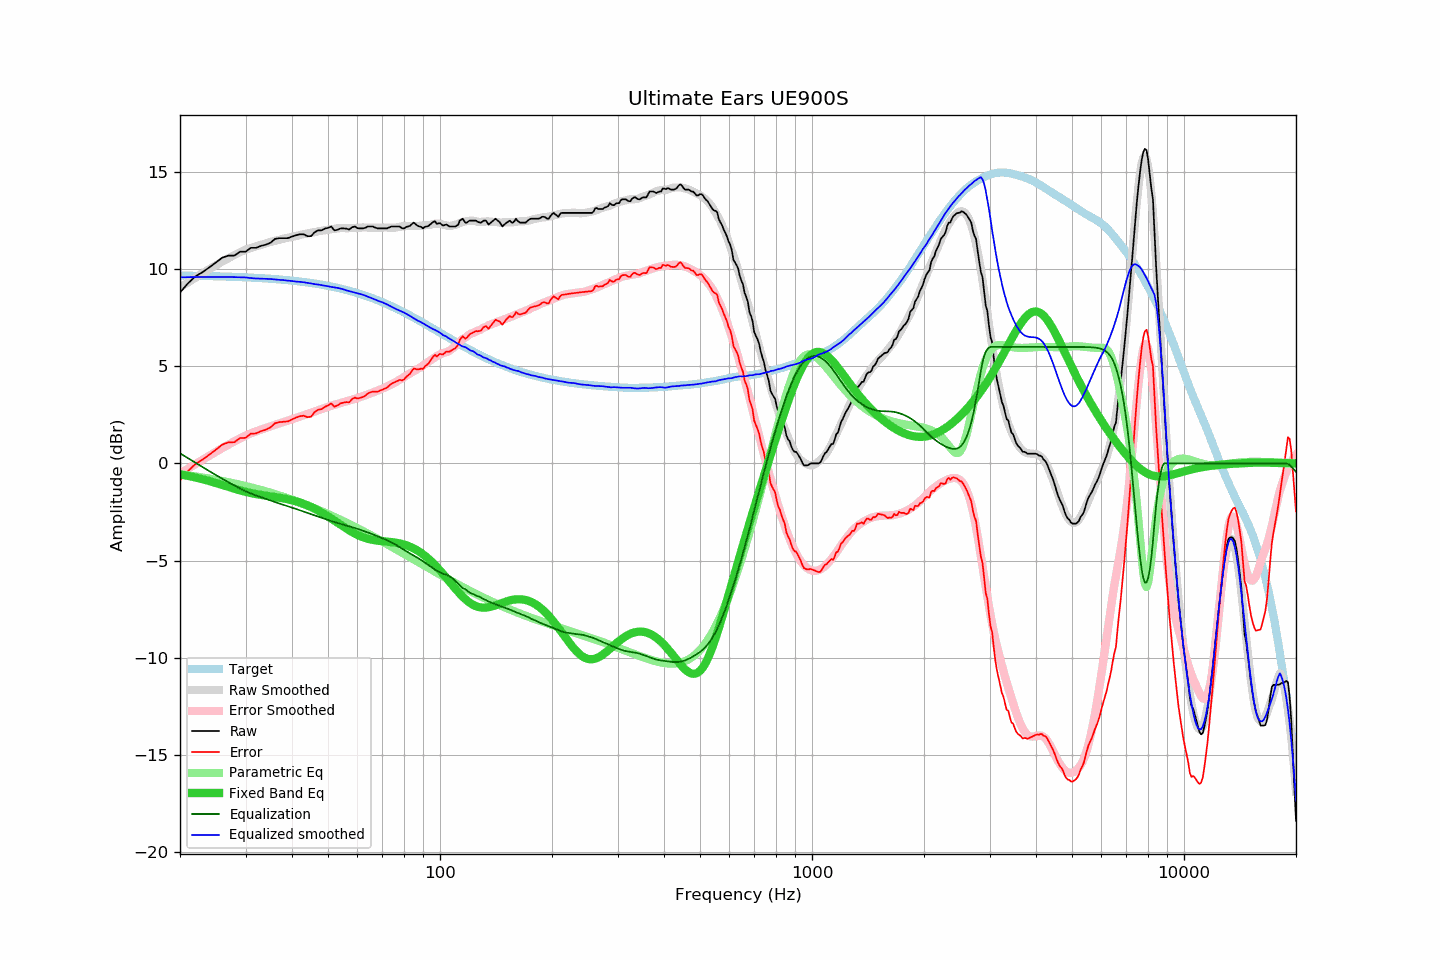 Ultimate Ears UE900S
15
10
5
0
−5
−10
−15
−20
Amplitude (dBr)
Target
Raw Smoothed
Error Smoothed
Raw
Error
Parametric Eq
Fixed Band Eq
Equalization
Equalized smoothed
100
1000
10000
Frequency (Hz)